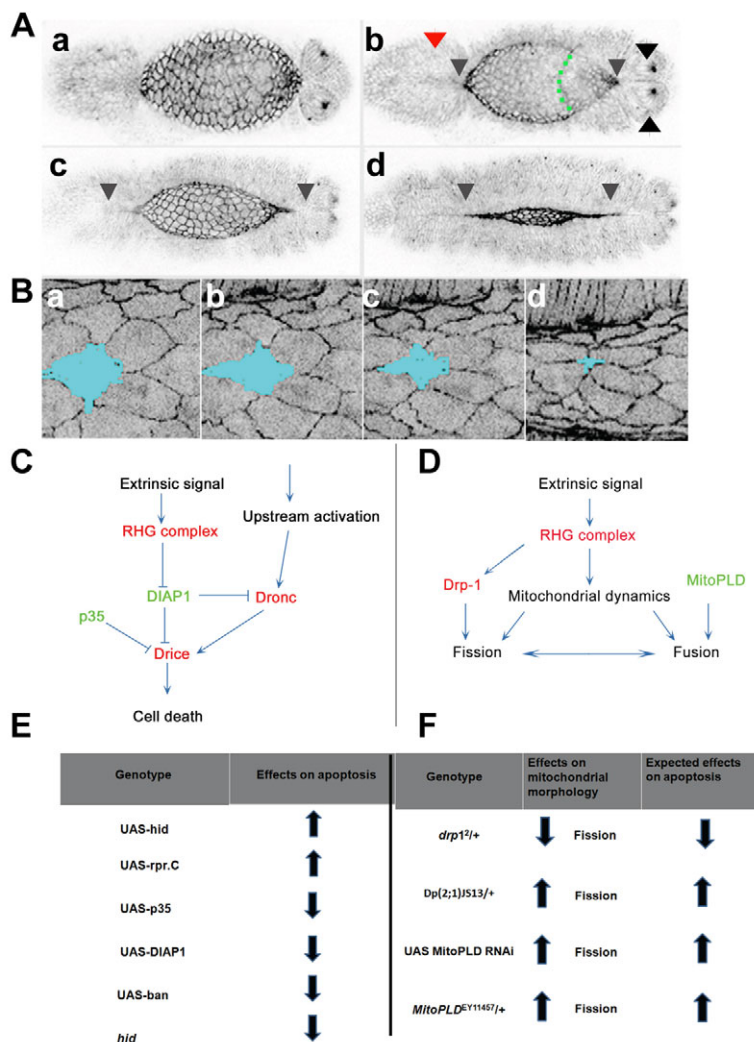 A
a
b
c
d
B
a
b
c
d
C
Extrinsic signal
Upstream activation
RHG complex
DIAP1
Dronc
p35
Drice
Cell death
D
Extrinsic signal
RHG complex
Drp-1
Mitochondrial dynamics
MitoPLD
Fission
Fusion
E
Genotype
Effects on apoptosis
UAS-hid
UAS-rpr.C
UAS-p35
UAS-DIAP1
UAS-ban
hid
F
Genotype
Effects on
mitochondrial
morphology
Expected effects
on apoptosis
drp1²/+
Fission
Dp(2;1)JS13/+
Fission
UAS MitoPLD RNAi
Fission
MitoPLD^EY11457/+
Fission